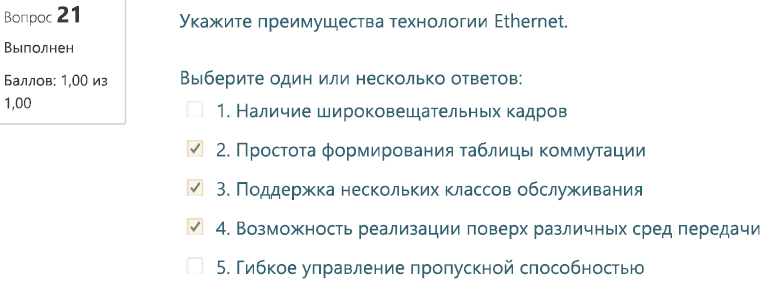 Вопрос 21
Выполнен
Баллов: 1,00 из
1,00
Укажите преимущества технологии Ethernet.
Выберите один или несколько ответов:
1. Наличие широковещательных кадров
2. Простота формирования таблицы коммутации
3. Поддержка нескольких классов обслуживания
4. Возможность реализации поверх различных сред передачи
5. Гибкое управление пропускной способностью